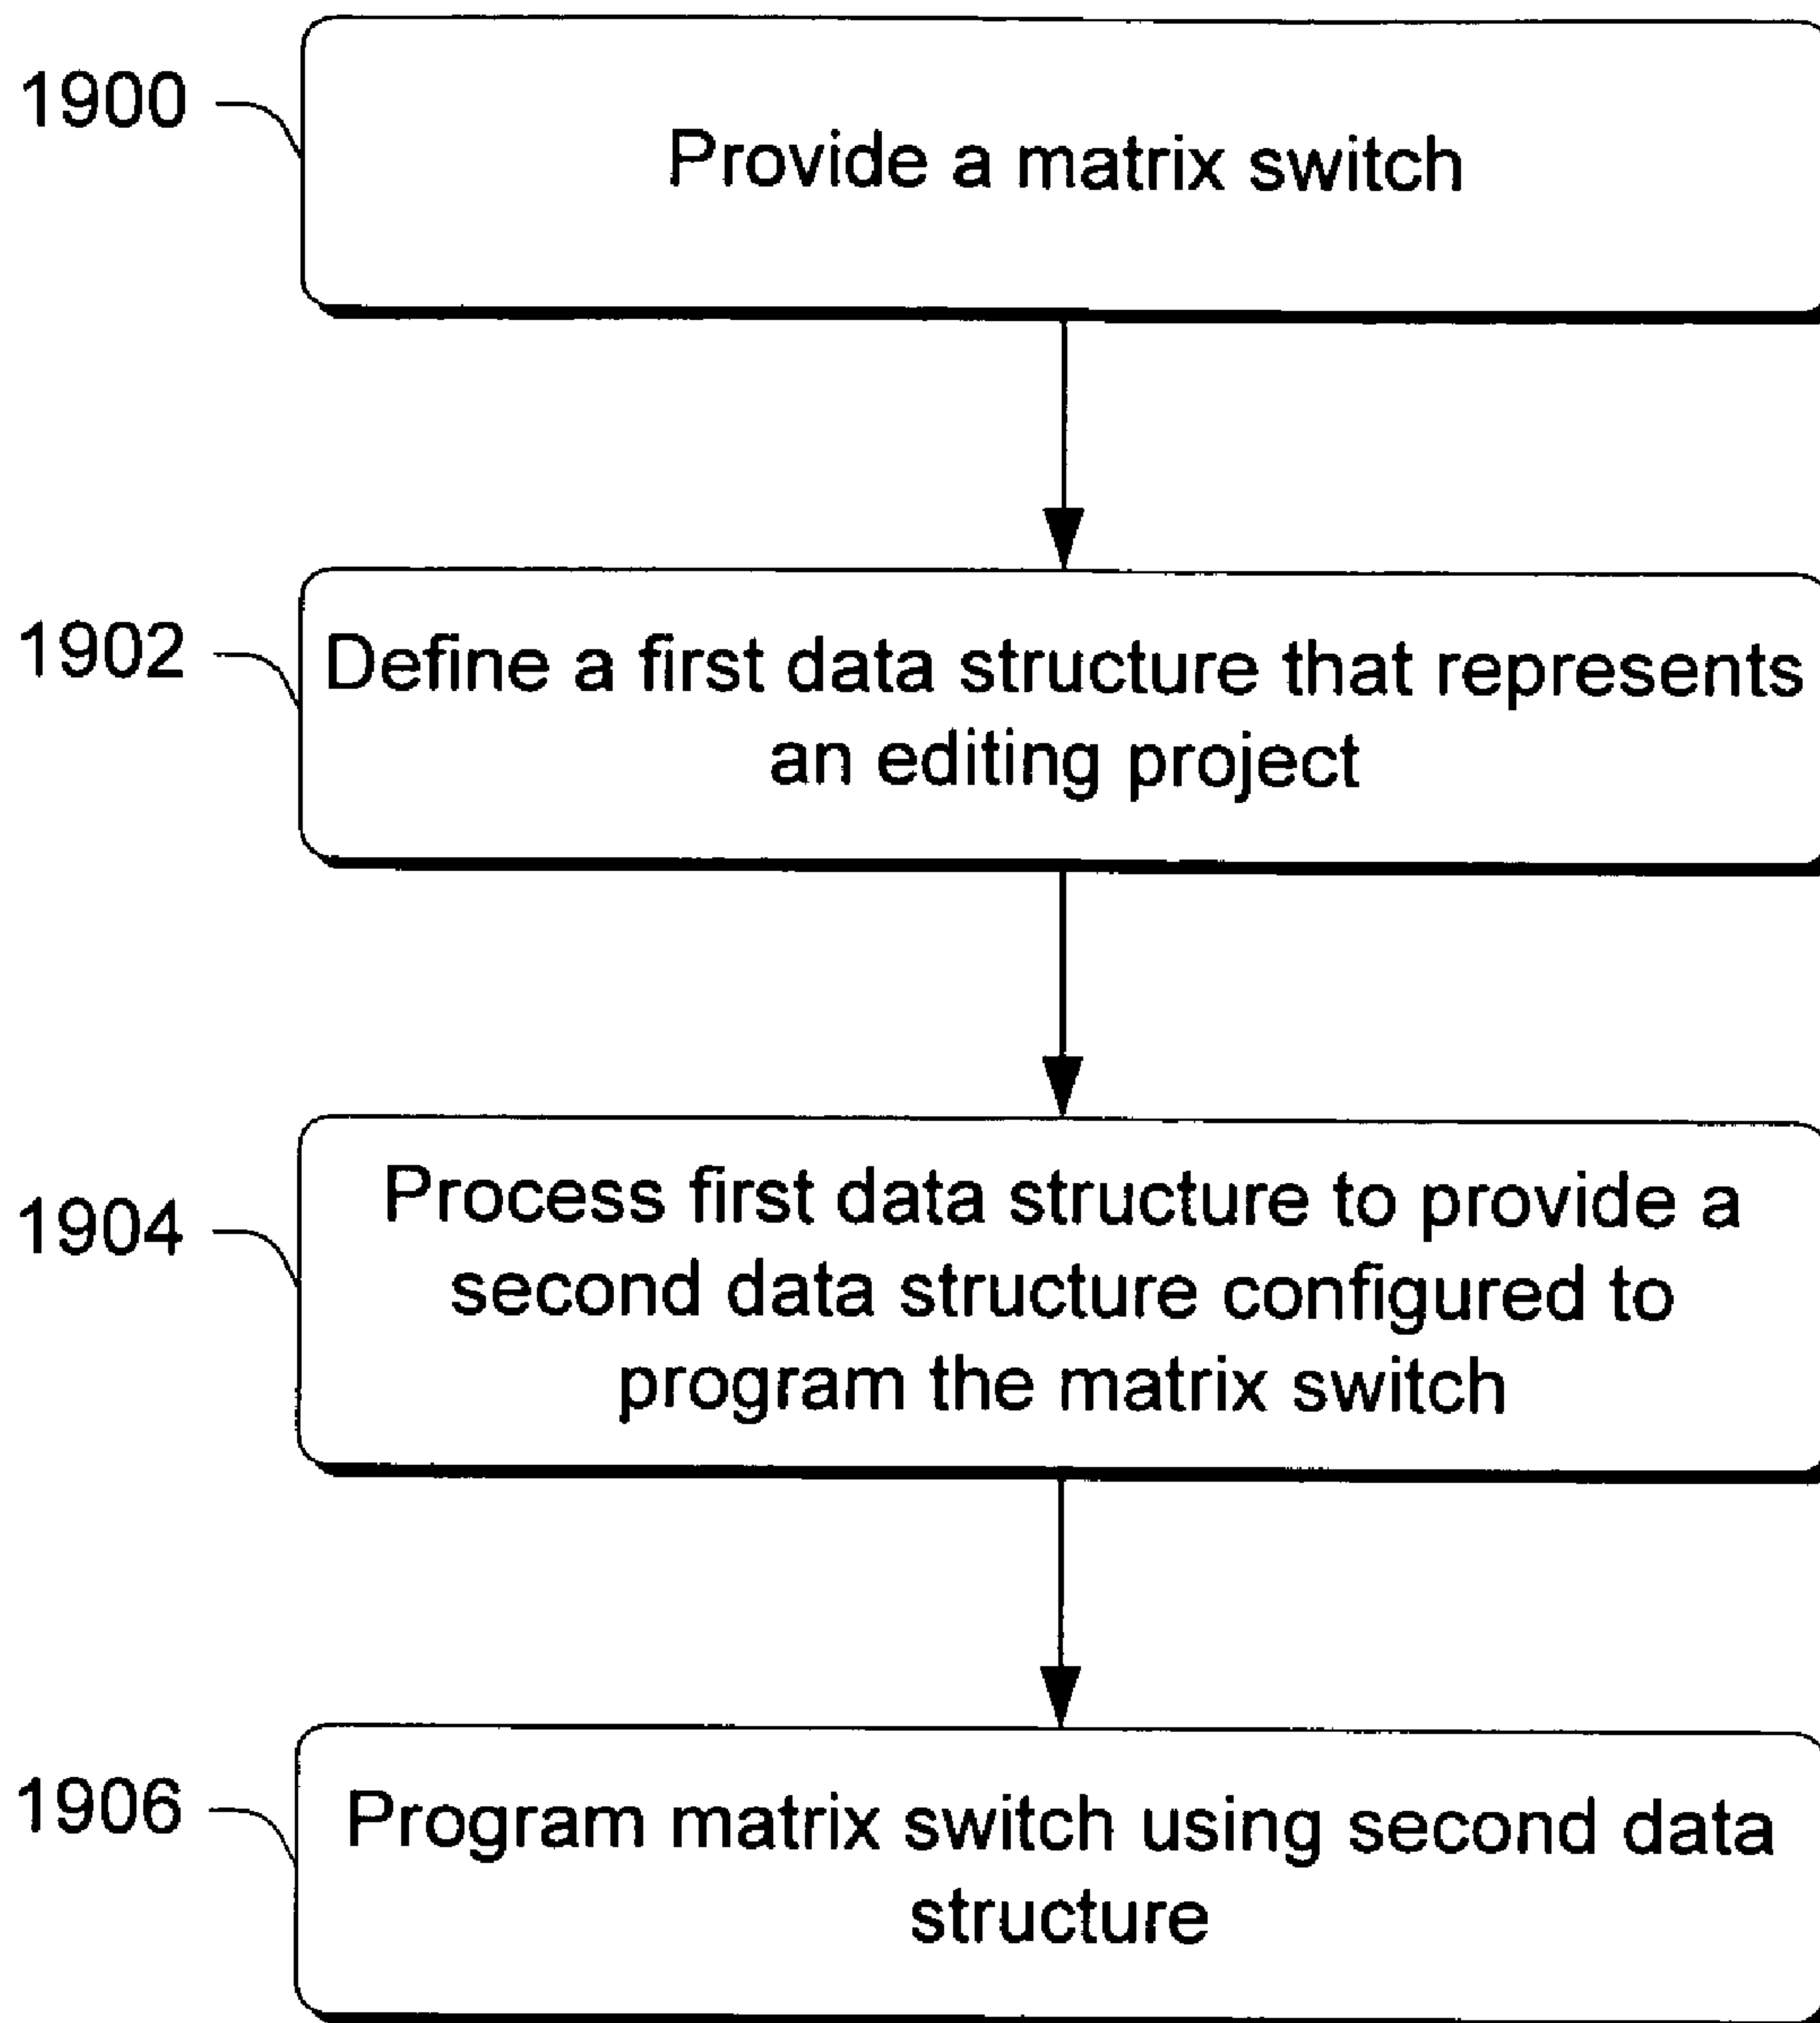 1900
Provide a matrix switch
1902
Define a first data structure that represents
an editing project
1904
Process first data structure to provide a
second data structure configured to
program the matrix switch
1906
Program matrix switch using second data
structure